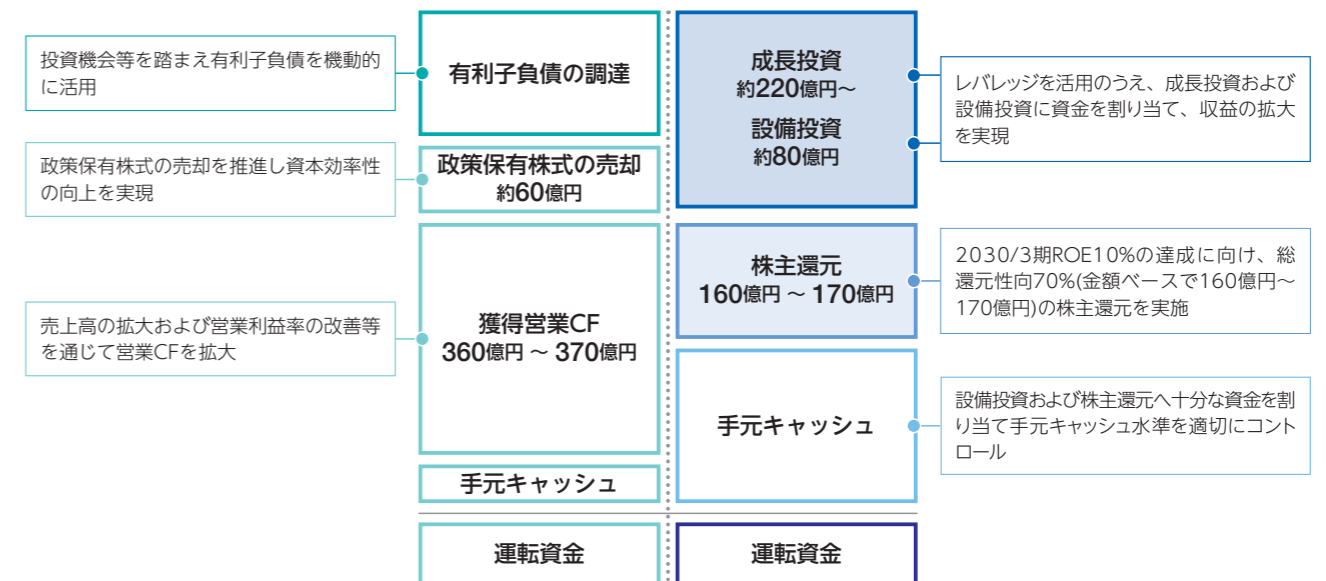 投資機会等を踏まえ有利子負債を機動的
に活用
有利子負債の調達
政策保有株式の売却を推進し資本効率性
の向上を実現
政策保有株式の売却
約60億円
売上高の拡大および営業利益率の改善等
を通じて営業CFを拡大
獲得営業CF
360億円 ~ 370億円
手元キャッシュ
運転資金
成長投資
約220億円~
設備投資
約80億円
レバレッジを活用のうえ、成長投資および
設備投資に資金を割り当て、収益の拡大
を実現
株主還元
160億円 ~ 170億円
2030/3期ROE10%の達成に向け、総
還元性向70%(金額ベースで160億円~
170億円)の株主還元を実施
手元キャッシュ
設備投資および株主還元へ十分な資金を割
り当て手元キャッシュ水準を適切にコント
ロール
運転資金